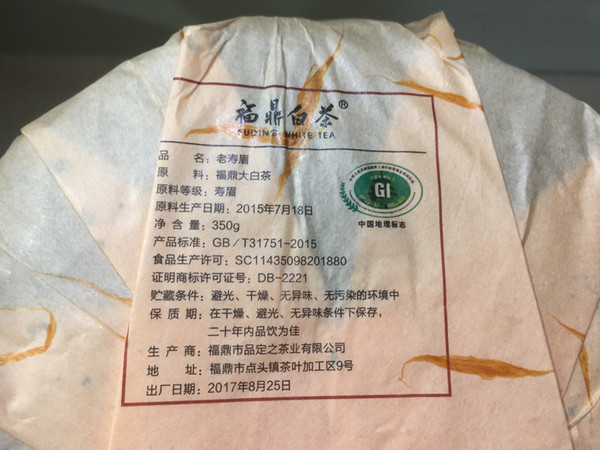 福鼎白茶®
FUDING WHITE TEA
品 名：老寿眉
原 料：福鼎大白茶
原料等级：寿眉
原料生产日期：2015年7月18日
净 含 量：350g
产品标准：GB/T31751-2015
食品生产许可：SC11435098201880
证明商标许可证号：DB-2221
贮藏条件：避光、干燥、无异味、无污染的环境中
保 质 期：在干燥、避光、无异味条件下保存，
二十年内品饮为佳
生 产 商：福鼎市品定之茶业有限公司
地 址：福鼎市点头镇茶叶加工区9号
出厂日期：2017年8月25日
GI
中国地理标志